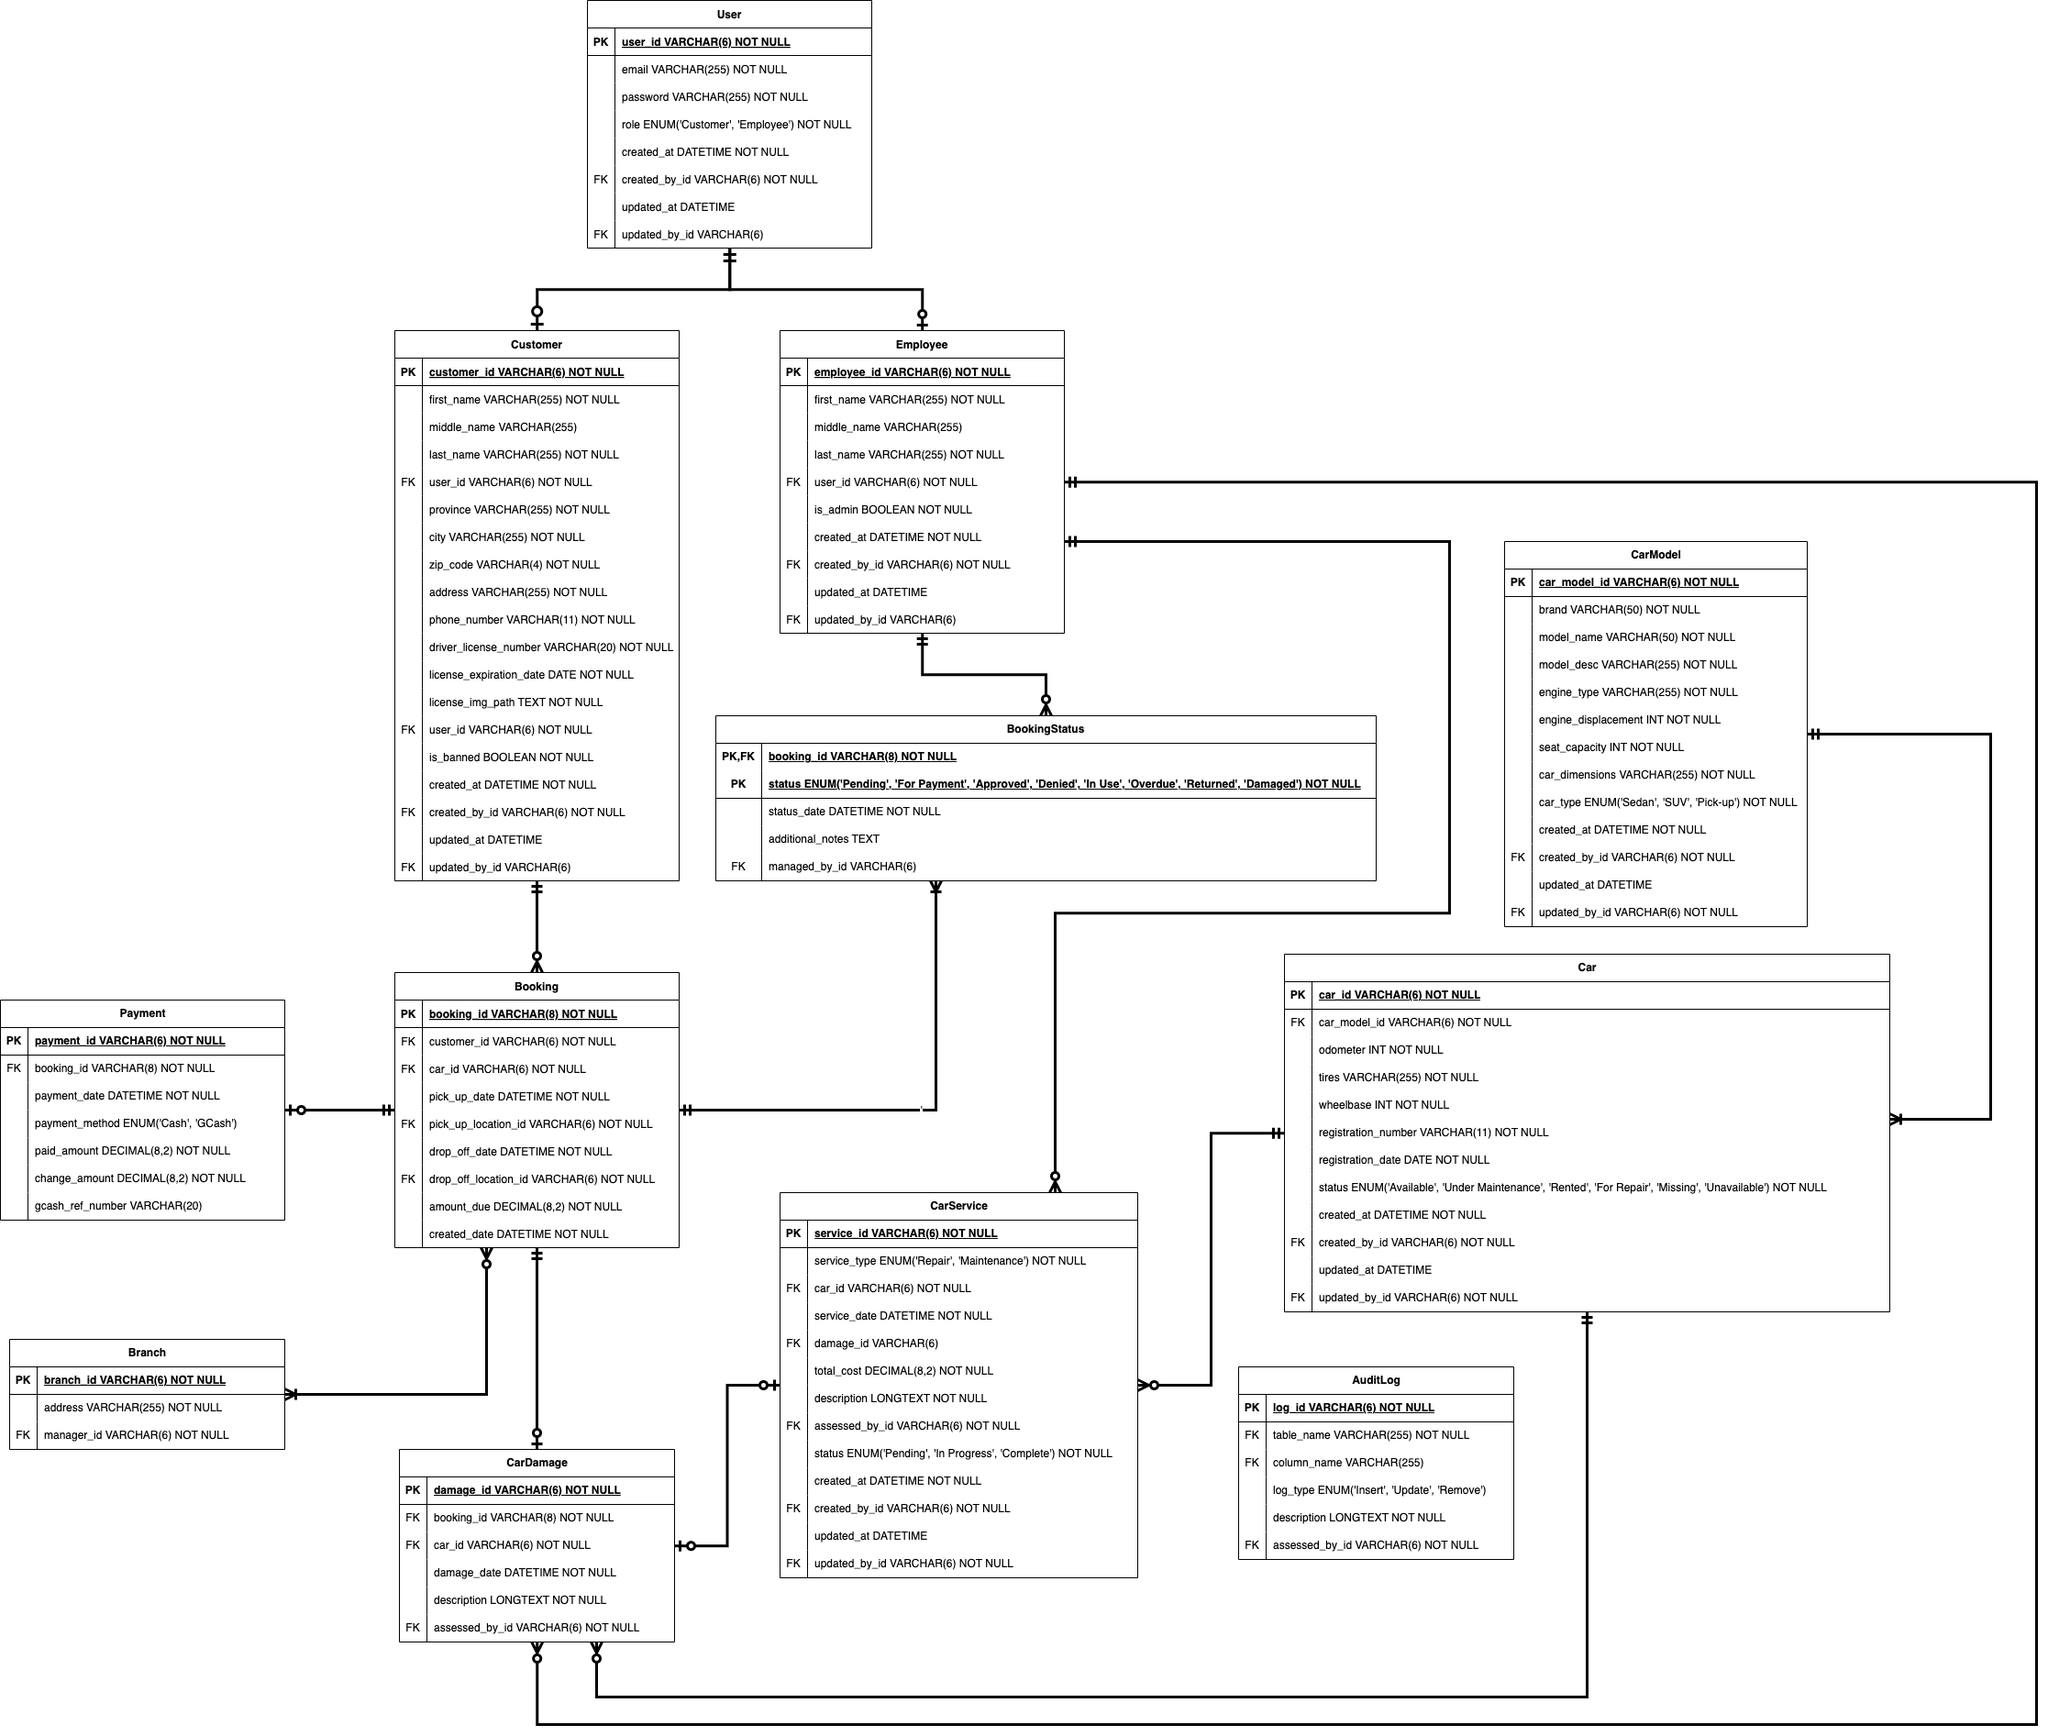 User
PK user_id VARCHAR(6) NOT NULL
email VARCHAR(255) NOT NULL
password VARCHAR(255) NOT NULL
role ENUM('Customer', 'Employee') NOT NULL
created_at DATETIME NOT NULL
FK created_by_id VARCHAR(6) NOT NULL
updated_at DATETIME
FK updated_by_id VARCHAR(6)
Customer
PK customer_id VARCHAR(6) NOT NULL
first_name VARCHAR(255) NOT NULL
middle_name VARCHAR(255)
last_name VARCHAR(255) NOT NULL
FK user_id VARCHAR(6) NOT NULL
province VARCHAR(255) NOT NULL
city VARCHAR(255) NOT NULL
zip_code VARCHAR(4) NOT NULL
address VARCHAR(255) NOT NULL
phone_number VARCHAR(11) NOT NULL
driver_license_number VARCHAR(20) NOT NULL
license_expiration_date DATE NOT NULL
license_img_path TEXT NOT NULL
FK user_id VARCHAR(6) NOT NULL
is_banned BOOLEAN NOT NULL
created_at DATETIME NOT NULL
FK created_by_id VARCHAR(6) NOT NULL
updated_at DATETIME
FK updated_by_id VARCHAR(6)
Employee
PK employee_id VARCHAR(6) NOT NULL
first_name VARCHAR(255) NOT NULL
middle_name VARCHAR(255)
last_name VARCHAR(255) NOT NULL
FK user_id VARCHAR(6) NOT NULL
is_admin BOOLEAN NOT NULL
created_at DATETIME NOT NULL
FK created_by_id VARCHAR(6) NOT NULL
updated_at DATETIME
FK updated_by_id VARCHAR(6)
CarModel
PK car_model_id VARCHAR(6) NOT NULL
brand VARCHAR(50) NOT NULL
model_name VARCHAR(50) NOT NULL
model_desc VARCHAR(255) NOT NULL
engine_type VARCHAR(255) NOT NULL
engine_displacement INT NOT NULL
seat_capacity INT NOT NULL
car_dimensions VARCHAR(255) NOT NULL
car_type ENUM('Sedan', 'SUV', 'Pick-up') NOT NULL
created_at DATETIME NOT NULL
FK created_by_id VARCHAR(6) NOT NULL
updated_at DATETIME
FK updated_by_id VARCHAR(6) NOT NULL
BookingStatus
PK,FK booking_id VARCHAR(8) NOT NULL
PK status ENUM('Pending', 'For Payment', 'Approved', 'Denied', 'In Use', 'Overdue', 'Returned', 'Damaged') NOT NULL
status_date DATETIME NOT NULL
additional_notes TEXT
FK managed_by_id VARCHAR(6)
Payment
PK payment_id VARCHAR(6) NOT NULL
FK booking_id VARCHAR(8) NOT NULL
payment_date DATETIME NOT NULL
payment_method ENUM('Cash', 'GCash')
paid_amount DECIMAL(8,2) NOT NULL
change_amount DECIMAL(8,2) NOT NULL
gcash_ref_number VARCHAR(20)
Booking
PK booking_id VARCHAR(8) NOT NULL
FK customer_id VARCHAR(6) NOT NULL
FK car_id VARCHAR(6) NOT NULL
pick_up_date DATETIME NOT NULL
FK pick_up_location_id VARCHAR(6) NOT NULL
drop_off_date DATETIME NOT NULL
FK drop_off_location_id VARCHAR(6) NOT NULL
amount_due DECIMAL(8,2) NOT NULL
created_date DATETIME NOT NULL
Car
PK car_id VARCHAR(6) NOT NULL
FK car_model_id VARCHAR(6) NOT NULL
odometer INT NOT NULL
tires VARCHAR(255) NOT NULL
wheelbase INT NOT NULL
registration_number VARCHAR(11) NOT NULL
registration_date DATE NOT NULL
status ENUM('Available', 'Under Maintenance', 'Rented', 'For Repair', 'Missing', 'Unavailable') NOT NULL
created_at DATETIME NOT NULL
FK created_by_id VARCHAR(6) NOT NULL
updated_at DATETIME
FK updated_by_id VARCHAR(6) NOT NULL
CarService
PK service_id VARCHAR(6) NOT NULL
service_type ENUM('Repair', 'Maintenance') NOT NULL
FK car_id VARCHAR(6) NOT NULL
service_date DATETIME NOT NULL
FK damage_id VARCHAR(6)
total_cost DECIMAL(8,2) NOT NULL
description LONGTEXT NOT NULL
FK assessed_by_id VARCHAR(6) NOT NULL
status ENUM('Pending', 'In Progress', 'Complete') NOT NULL
created_at DATETIME NOT NULL
FK created_by_id VARCHAR(6) NOT NULL
updated_at DATETIME
FK updated_by_id VARCHAR(6) NOT NULL
Branch
PK branch_id VARCHAR(6) NOT NULL
address VARCHAR(255) NOT NULL
FK manager_id VARCHAR(6) NOT NULL
AuditLog
PK log_id VARCHAR(6) NOT NULL
FK table_name VARCHAR(255) NOT NULL
FK column_name VARCHAR(255)
log_type ENUM('Insert', 'Update', 'Remove')
description LONGTEXT NOT NULL
FK assessed_by_id VARCHAR(6) NOT NULL
CarDamage
PK damage_id VARCHAR(6) NOT NULL
FK booking_id VARCHAR(8) NOT NULL
FK car_id VARCHAR(6) NOT NULL
damage_date DATETIME NOT NULL
description LONGTEXT NOT NULL
FK assessed_by_id VARCHAR(6) NOT NULL